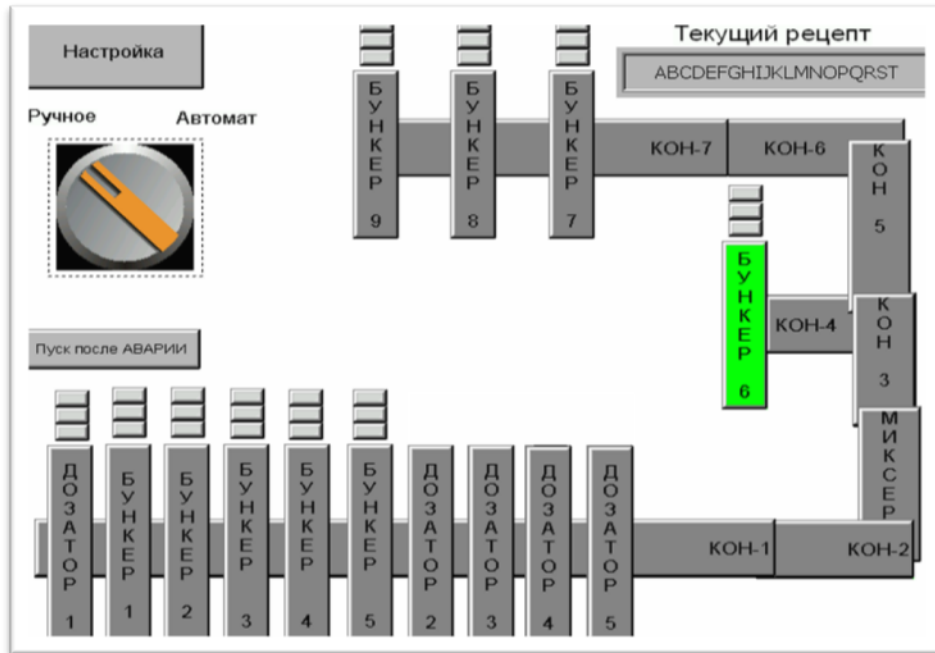 Настройка
Текущий рецепт
ABCDEFGHIJKLMNOPQRST
Ручное
Автомат
БУНКЕР 9
БУНКЕР 8
БУНКЕР 7
КОН-7
КОН-6
КОН 5
БУНКЕР 6
КОН-4
КОН 3
Пуск после АВАРИИ
МИКСЕР
ДОЗАТОР 1
БУНКЕР 1
БУНКЕР 2
БУНКЕР 3
БУНКЕР 4
БУНКЕР 5
ДОЗАТОР 2
ДОЗАТОР 3
ДОЗАТОР 4
ДОЗАТОР 5
КОН-1
КОН-2